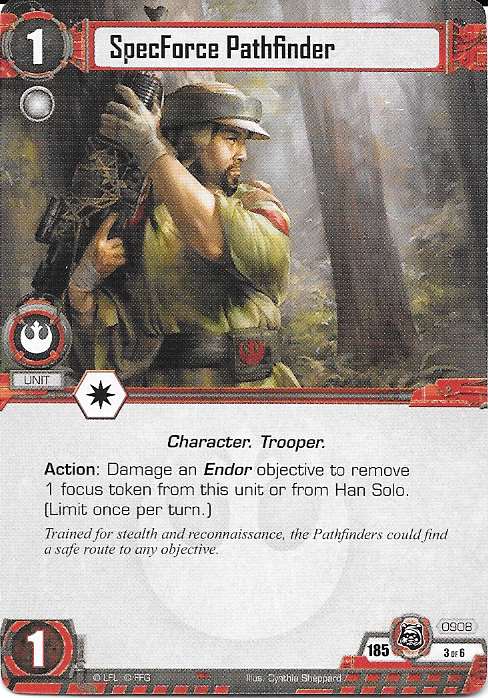 1
SpecForce Pathfinder
UNIT
Character. Trooper.
Action: Damage an Endor objective to remove
1 focus token from this unit or from Han Solo.
(Limit once per turn.)
Trained for stealth and reconnaissance, the Pathfinders could find
a safe route to any objective.
1
0908
185
3 OF 6
© LFL © FFG
Illus. Cynthia Sheppard